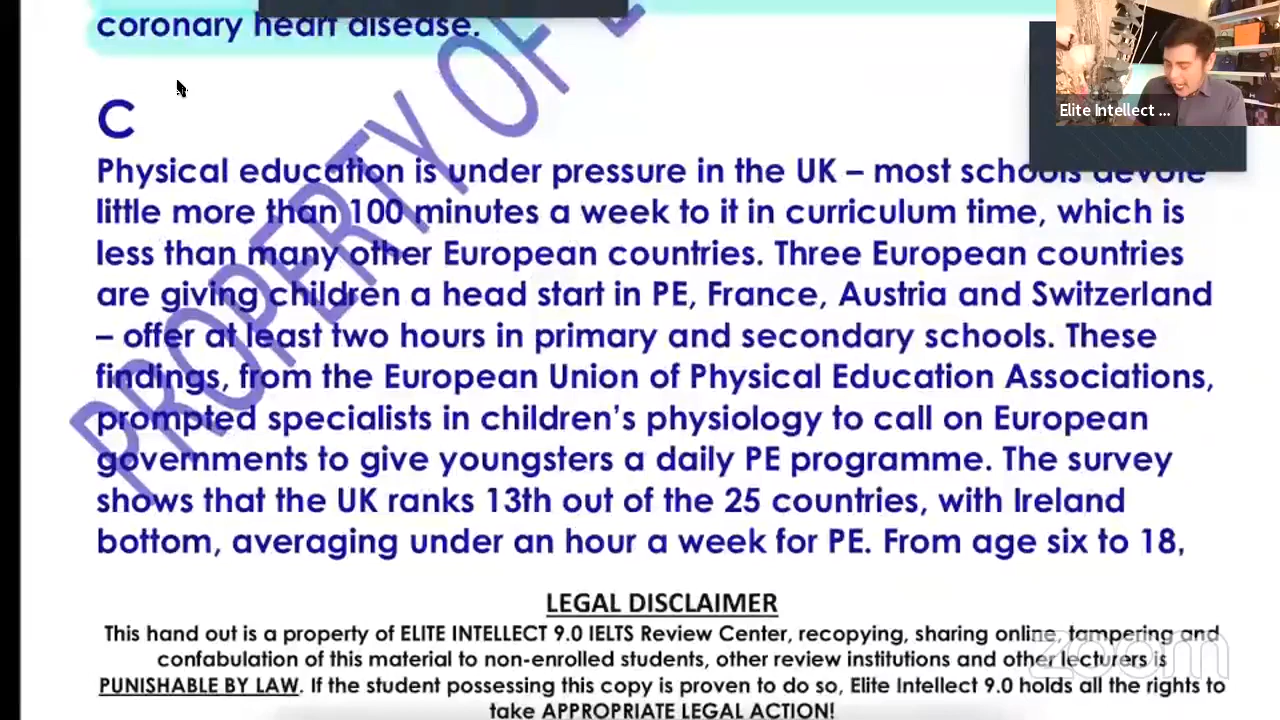 coronary heart disease.
Elite Intellect ...
C
Physical education is under pressure in the UK – most schools devote
little more than 100 minutes a week to it in curriculum time, which is
less than many other European countries. Three European countries
are giving children a head start in PE, France, Austria and Switzerland
– offer at least two hours in primary and secondary schools. These
findings, from the European Union of Physical Education Associations,
prompted specialists in children’s physiology to call on European
governments to give youngsters a daily PE programme. The survey
shows that the UK ranks 13th out of the 25 countries, with Ireland
bottom, averaging under an hour a week for PE. From age six to 18,
PROPERTY OF
LEGAL DISCLAIMER
This hand out is a property of ELITE INTELLECT 9.0 IELTS Review Center, recopying, sharing online, tampering and
confabulation of this material to non-enrolled students, other review institutions and other lecturers is
PUNISHABLE BY LAW. If the student possessing this copy is proven to do so, Elite Intellect 9.0 holds all the rights to
take APPROPRIATE LEGAL ACTION!
zoom